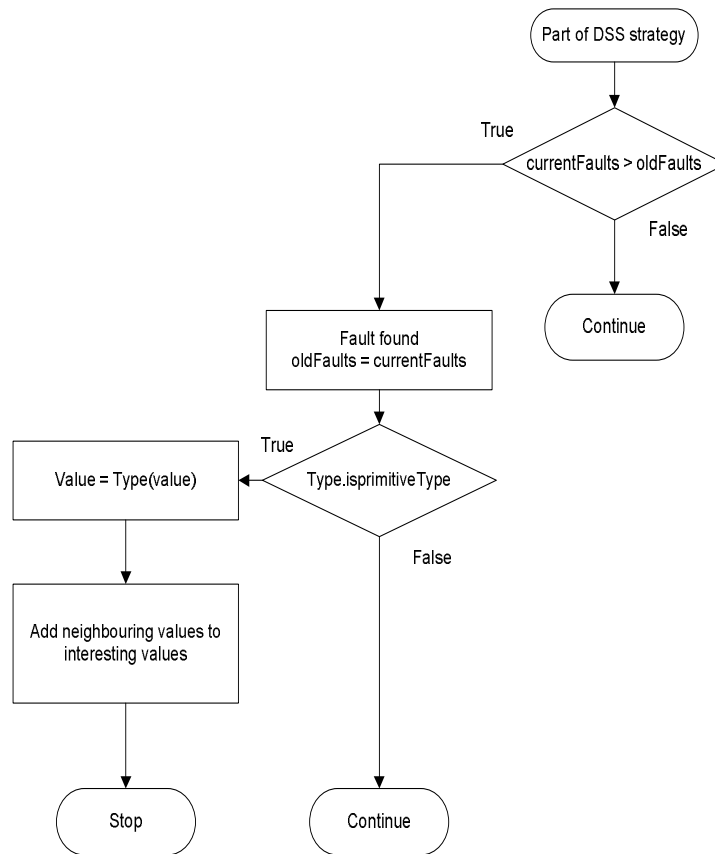 Part of DSS strategy
True
currentFaults > oldFaults
False
Continue
Fault found
oldFaults = currentFaults
True
Value = Type(value)
Type.isprimitiveType
False
Add neighbouring values to
interesting values
Stop
Continue